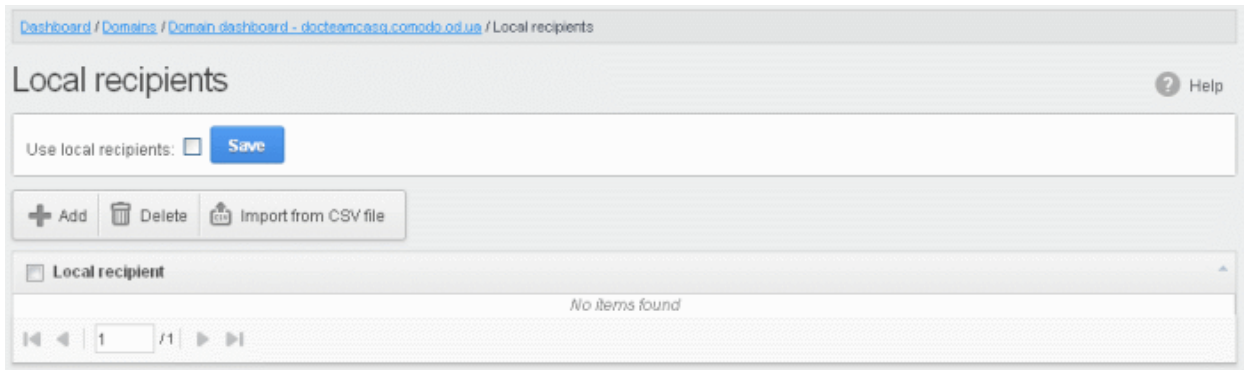 Dashboard / Domains / Domain dashboard - docteamcasg.comodo.od.ua / Local recipients
Local recipients
Help
Use local recipients: Save
Add Delete Import from CSV file
Local recipient
No items found
1 /1